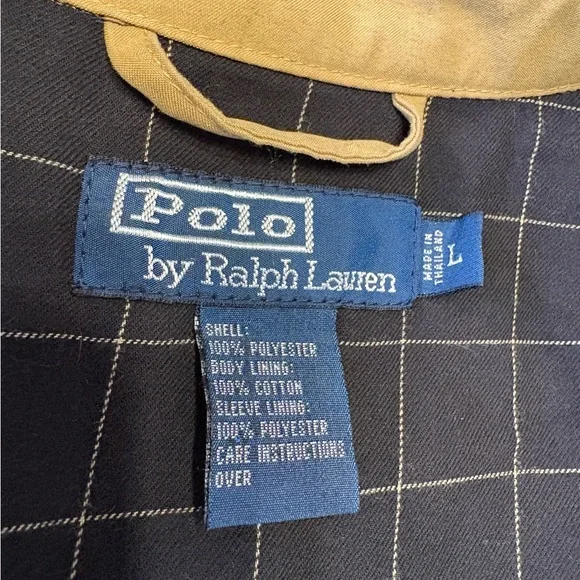 Polo
by Ralph Lauren
MADE IN
THAILAND
L
SHELL:
100% POLYESTER
BODY LINING:
100% COTTON
SLEEVE LINING:
100% POLYESTER
CARE INSTRUCTIONS
OVER